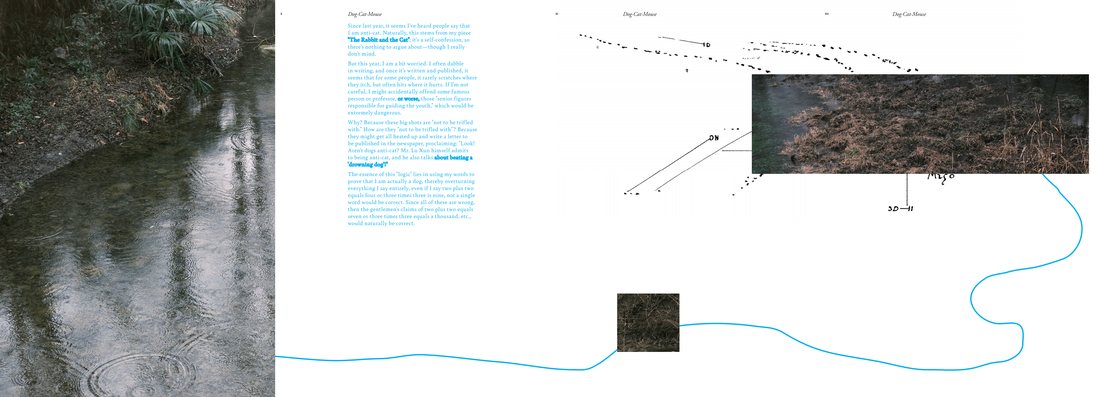 I
Dog·Cat·Mouse
Since last year, it seems I've heard people say that
I am anti-cat. Naturally, this stems from my piece
"The Rabbit and the Cat"; it's a self-confession, so
there's nothing to argue about—though I really
don't mind.
But this year, I am a bit worried. I often dabble
in writing, and once it's written and published, it
seems that for some people, it rarely scratches where
they itch, but often hits where it hurts. If I'm not
careful, I might accidentally offend some famous
person or professor, or worse, those "senior figures
responsible for guiding the youth," which would be
extremely dangerous.
Why? Because these big shots are "not to be trifled
with." How are they "not to be trifled with"? Because
they might get all heated up and write a letter to
be published in the newspaper, proclaiming: "Look!
Aren't dogs anti-cat? Mr. Lu Xun himself admits
to being anti-cat, and he also talks about beating a
'drowning dog'!"
The essence of this "logic" lies in using my words to
prove that I am actually a dog, thereby overturning
everything I say entirely, even if I say two plus two
equals four or three times three is nine, not a single
word would be correct. Since all of these are wrong,
then the gentlemen's claims of two plus two equals
seven or three times three equals a thousand, etc.,
would naturally be correct.
II
Dog·Cat·Mouse
ID
ON
III
Dog·Cat·Mouse
SD—II